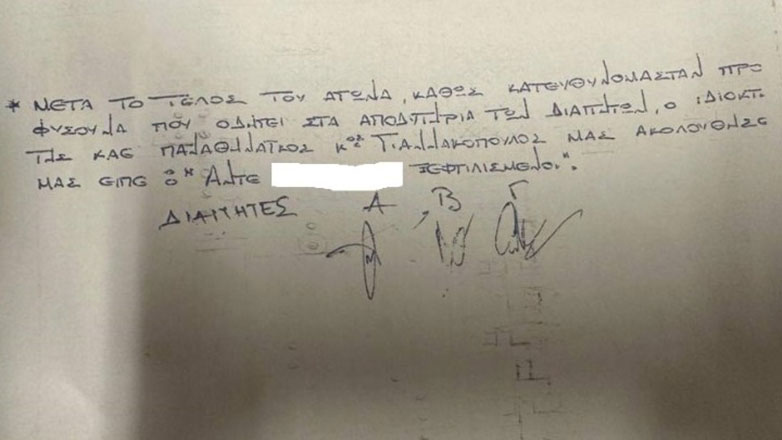 * ΜΕΤΑ ΤΟ ΤΕΛΟΣ ΤΟΥ ΑΓΩΝΑ, ΚΑΘΩΣ ΚΑΤΕΥΘΥΝΟΜΑΣΤΑΝ ΠΡΟ
ΦΥΣΟΥΝΑ ΠΟΥ ΟΔΗΓΕΙ ΣΤΑ ΑΠΟΔΥΤΗΡΙΑ ΤΩΝ ΔΙΑΙΤΗΤΩΝ, Ο ΙΔΙΟΚΤ
ΤΗΣ ΚΑΕ ΠΑΝΑΘΗΝΑΪΚΟΣ Κος ΓΙΑΝΝΑΚΟΠΟΥΛΟΣ ΜΑΣ ΑΚΟΛΟΥΘΗΣΕ
ΜΑΣ ΕΙΠΕ : "ΑΝΤΕ ΞΕΦΤΙΛΙΣΜΕΝΟΙ".
ΔΙΑΙΤΗΤΕΣ Α Β Γ